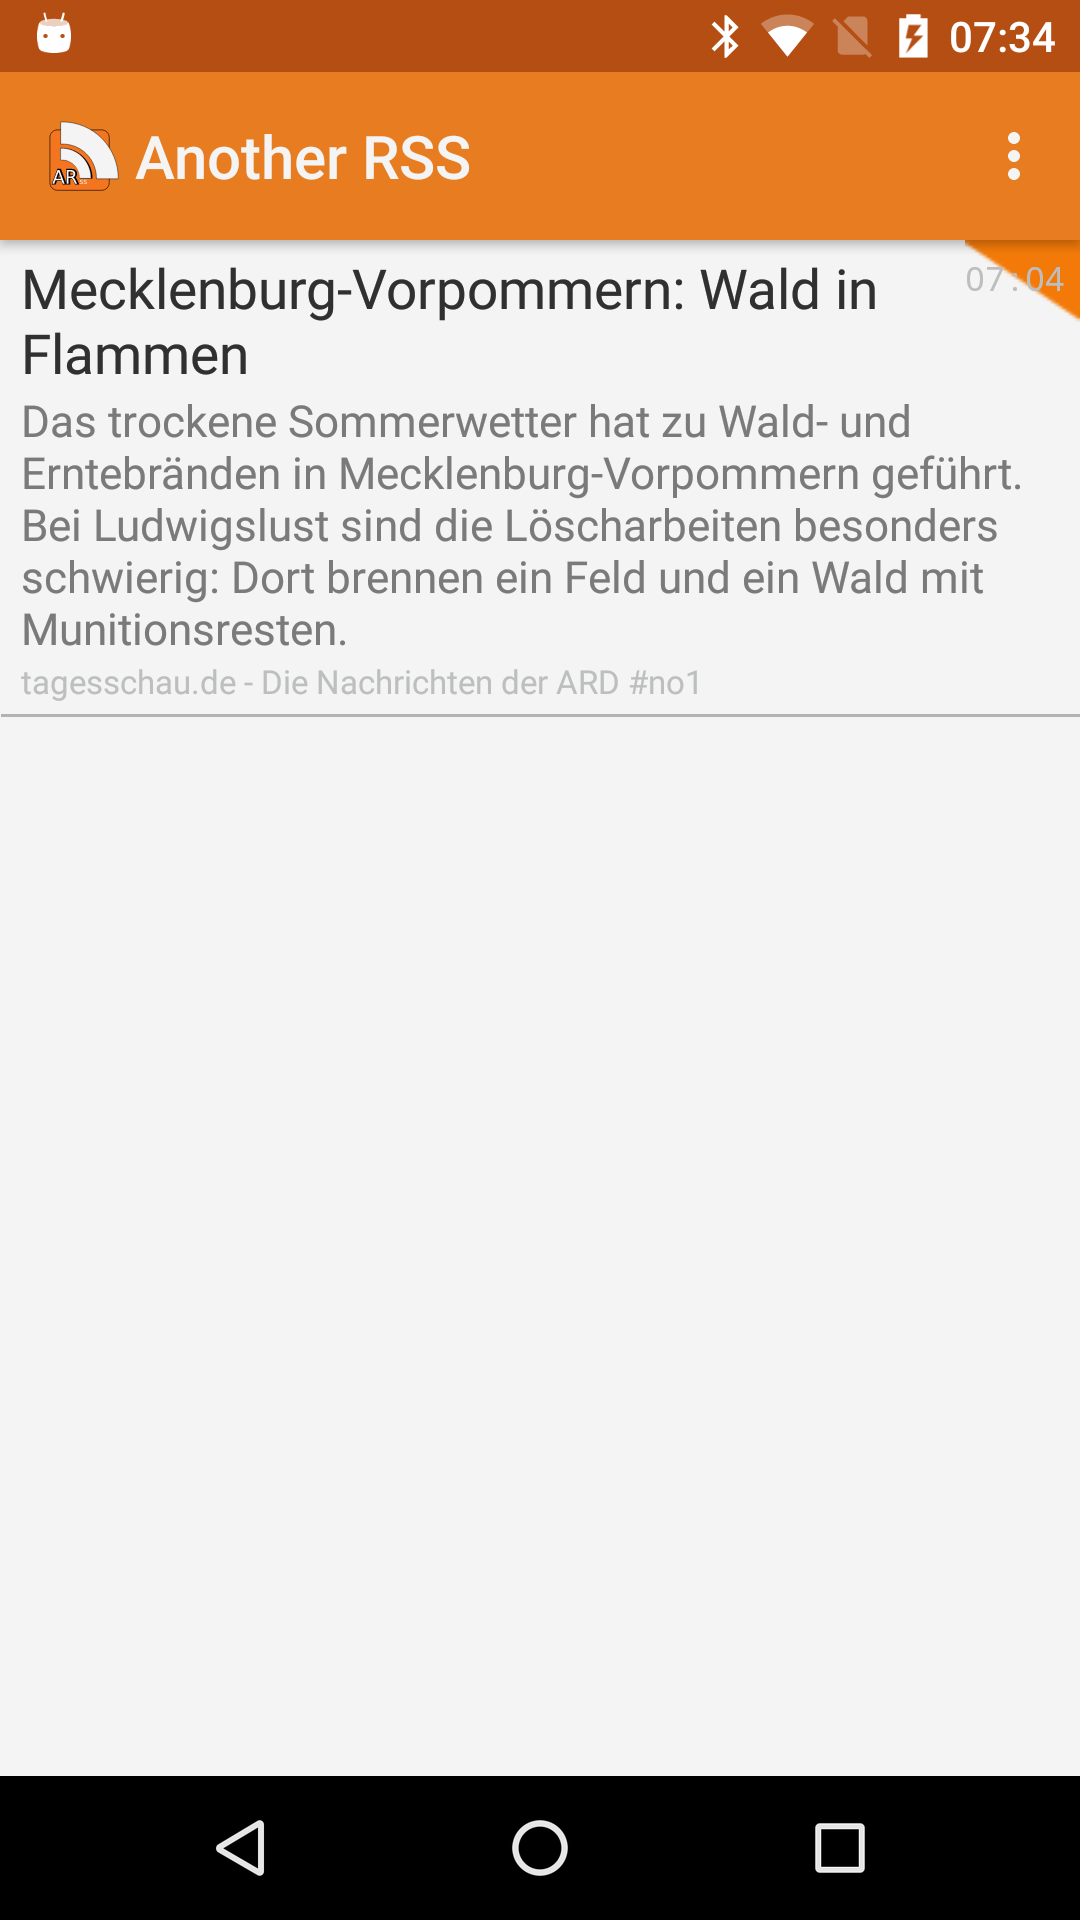 07:34
AR
Another RSS
Mecklenburg-Vorpommern: Wald in
07:04
Flammen
Das trockene Sommerwetter hat zu Wald- und
Erntebränden in Mecklenburg-Vorpommern geführt.
Bei Ludwigslust sind die Löscharbeiten besonders
schwierig: Dort brennen ein Feld und ein Wald mit
Munitionsresten.
tagesschau.de - Die Nachrichten der ARD #no1